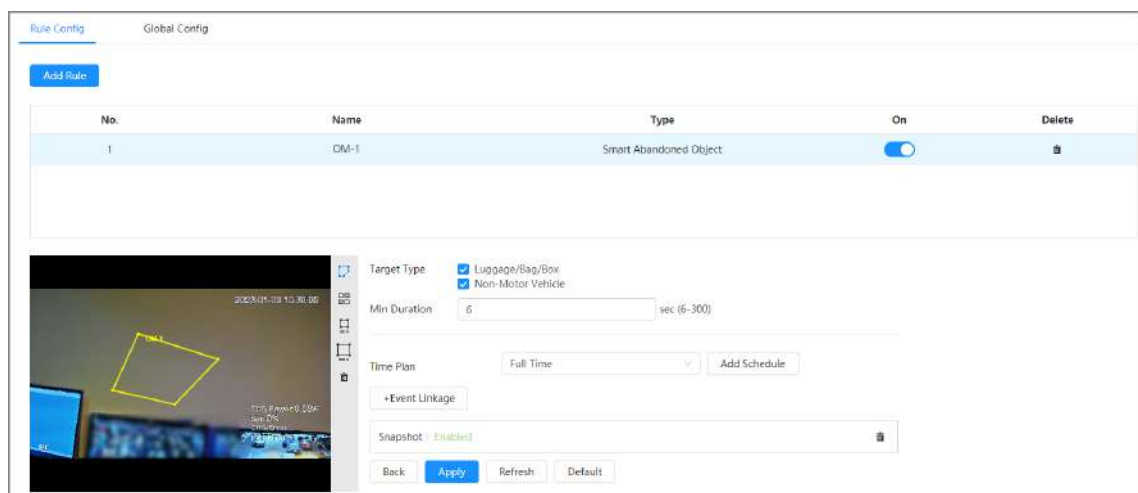 Rule Config Global Config
Add Rule
No. Name Type On Delete
1 OM-1 Smart Abandoned Object
Target Type Luggage/Bag/Box
Non-Motor Vehicle
Min Duration 6 sec (6-300)
Time Plan Full Time Add Schedule
+Event Linkage
Snapshot : Enabled
Back Apply Refresh Default
OM-1